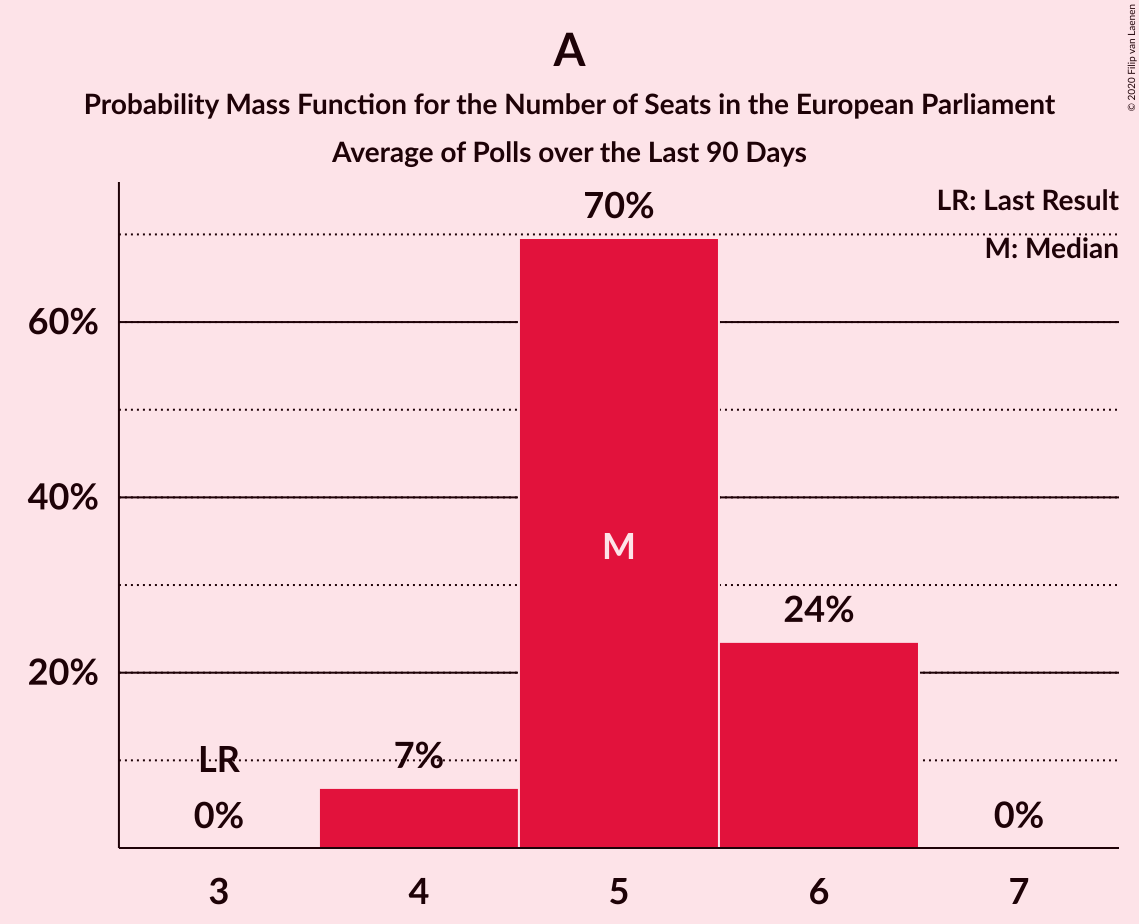 A
Probability Mass Function for the Number of Seats in the European Parliament
Average of Polls over the Last 90 Days
© 2020 Filip van Laenen
LR: Last Result
M: Median
70%
60%
40%
M
24%
20%
LR
7%
0%
0%
3 4 5 6 7